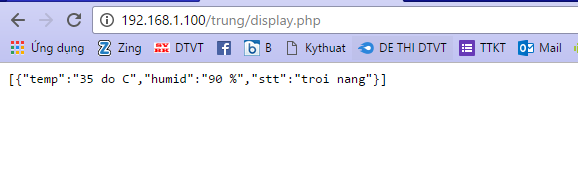 192.168.1.100/trung/display.php
Ứng dụng Zing DTVT B Kythuat DE THI DTVT TTKT Mail
[{"temp":"35 do C","humid":"90 %","stt":"troi nang"}]